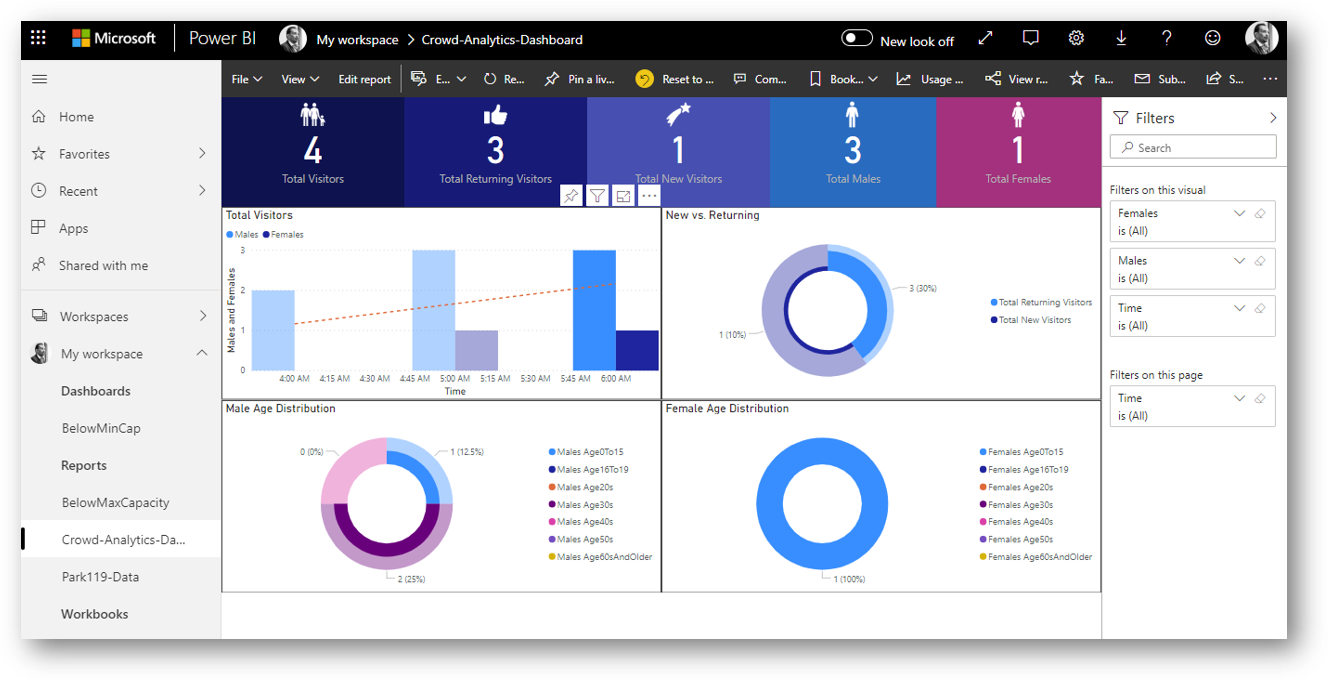 Microsoft Power BI My workspace > Crowd-Analytics-Dashboard New look off
File View Edit report E... Re... Pin a liv... Reset to ... Com... Book... Usage ... View r... Fa... Sub... S... ...
Home
Favorites
Recent
Apps
Shared with me
Workspaces
My workspace
Dashboards
BelowMinCap
Reports
BelowMaxCapacity
Crowd-Analytics-Da...
Park119-Data
Workbooks
4 3 1 3 1
Total Visitors Total Returning Visitors Total New Visitors Total Males Total Females
Total Visitors
Males Females
Males and Females
3
2
1
0
4:00 AM 4:15 AM 4:30 AM 4:45 AM 5:00 AM 5:15 AM 5:30 AM 5:45 AM 6:00 AM
Time
New vs. Returning
3 (30%)
1 (10%)
Total Returning Visitors
Total New Visitors
Male Age Distribution
0 (0%)
1 (12.5%)
2 (25%)
Males Age0To15
Males Age16To19
Males Age20s
Males Age30s
Males Age40s
Males Age50s
Males Age60sAndOlder
Female Age Distribution
1 (100%)
Females Age0To15
Females Age16To19
Females Age20s
Females Age30s
Females Age40s
Females Age50s
Females Age60sAndOlder
Filters
Search
Filters on this visual
Females
is (All)
Males
is (All)
Time
is (All)
Filters on this page
Time
is (All)